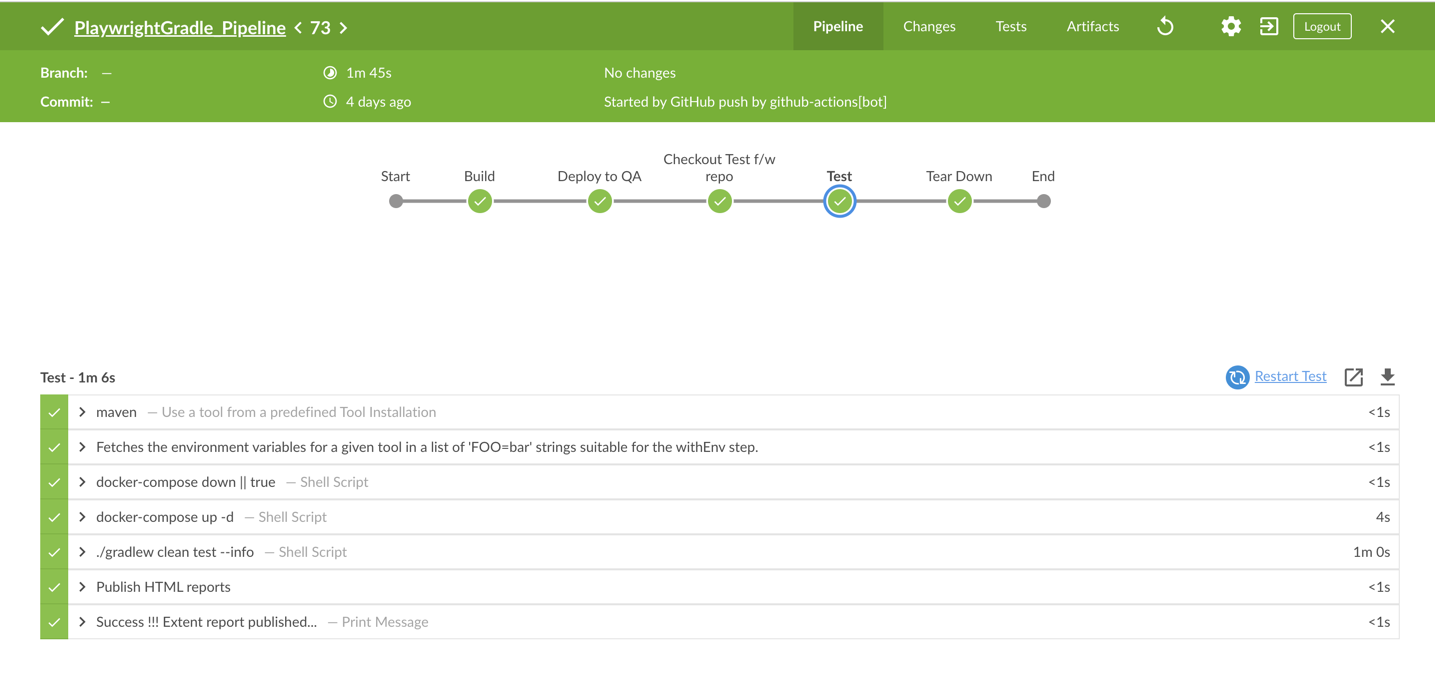 PlaywrightGradle_Pipeline < 73 >
Pipeline Changes Tests Artifacts Logout
Branch: — 1m 45s No changes
Commit: — 4 days ago Started by GitHub push by github-actions[bot]
Checkout Test f/w
Start Build Deploy to QA repo Test Tear Down End
Test - 1m 6s Restart Test
maven — Use a tool from a predefined Tool Installation <1s
Fetches the environment variables for a given tool in a list of 'FOO=bar' strings suitable for the withEnv step. <1s
docker-compose down || true — Shell Script <1s
docker-compose up -d — Shell Script 4s
./gradlew clean test --info — Shell Script 1m 0s
Publish HTML reports <1s
Success !!! Extent report published... — Print Message <1s